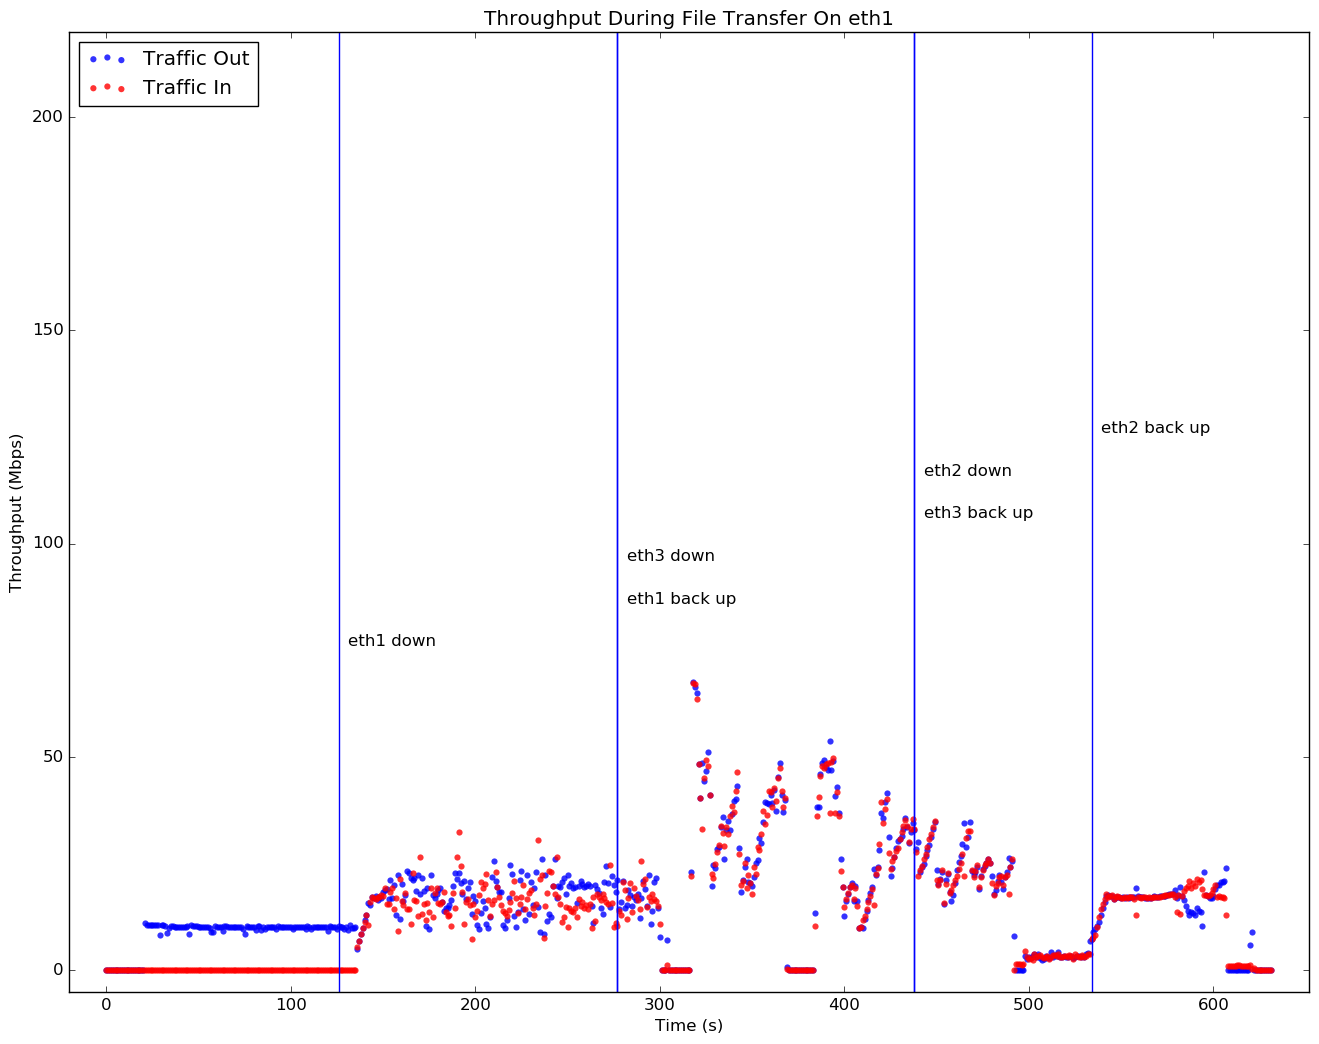 Throughput During File Transfer On eth1
Traffic Out
Traffic In
200
150
100
50
0
Throughput (Mbps)
eth2 back up
eth2 down
eth3 back up
eth3 down
eth1 back up
eth1 down
0 100 200 300 400 500 600
Time (s)